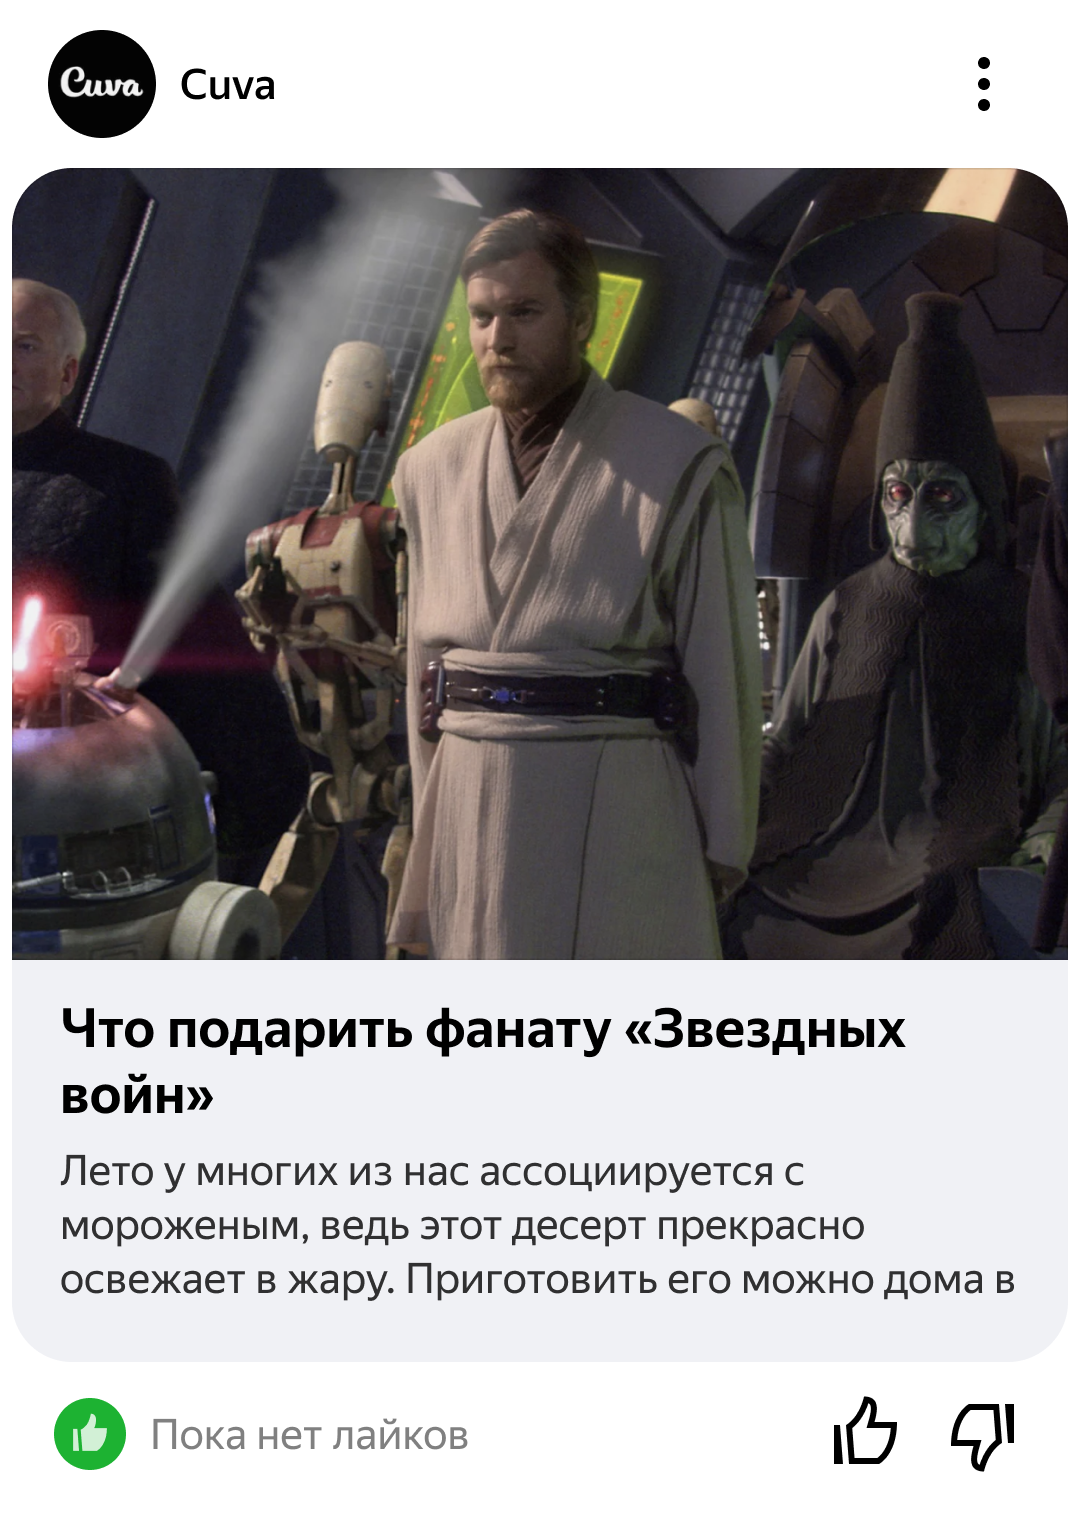 Cuva
Cuva
Что подарить фанату «Звездных
войн»
Лето у многих из нас ассоциируется с
мороженым, ведь этот десерт прекрасно
освежает в жару. Приготовить его можно дома в
Пока нет лайков